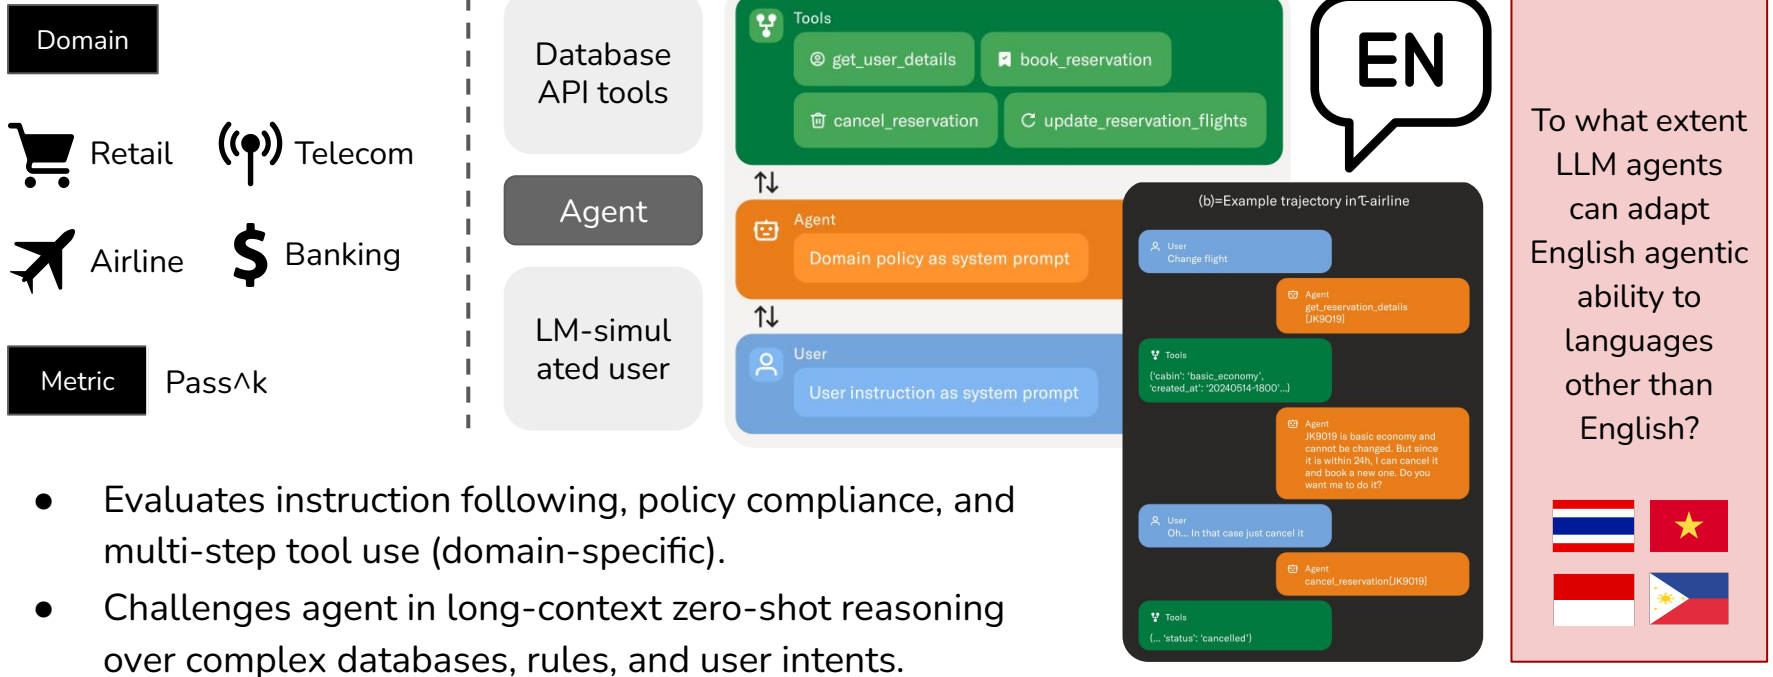 Domain
Retail
Telecom
Airline
Banking
Metric
Pass^k
Database
API tools
Agent
LM-simul
ated user
Tools
get_user_details
book_reservation
cancel_reservation
update_reservation_flights
Agent
Domain policy as system prompt
User
User instruction as system prompt
EN
(b)=Example trajectory in τ-airline
User
Change flight
Agent
get_reservation_details
[JK9O19]
Tools
{'cabin': 'basic_economy',
'created_at': '20240514-1800'...}
Agent
JK9019 is basic economy and
cannot be changed. But since
it is within 24h, I can cancel it
and book a new one. Do you
want me to do it?
User
Oh... In that case just cancel it
Agent
cancel_reservation[JK9019]
Tools
{... 'status': 'cancelled'}
To what extent
LLM agents
can adapt
English agentic
ability to
languages
other than
English?
● Evaluates instruction following, policy compliance, and
multi-step tool use (domain-specific).
● Challenges agent in long-context zero-shot reasoning
over complex databases, rules, and user intents.